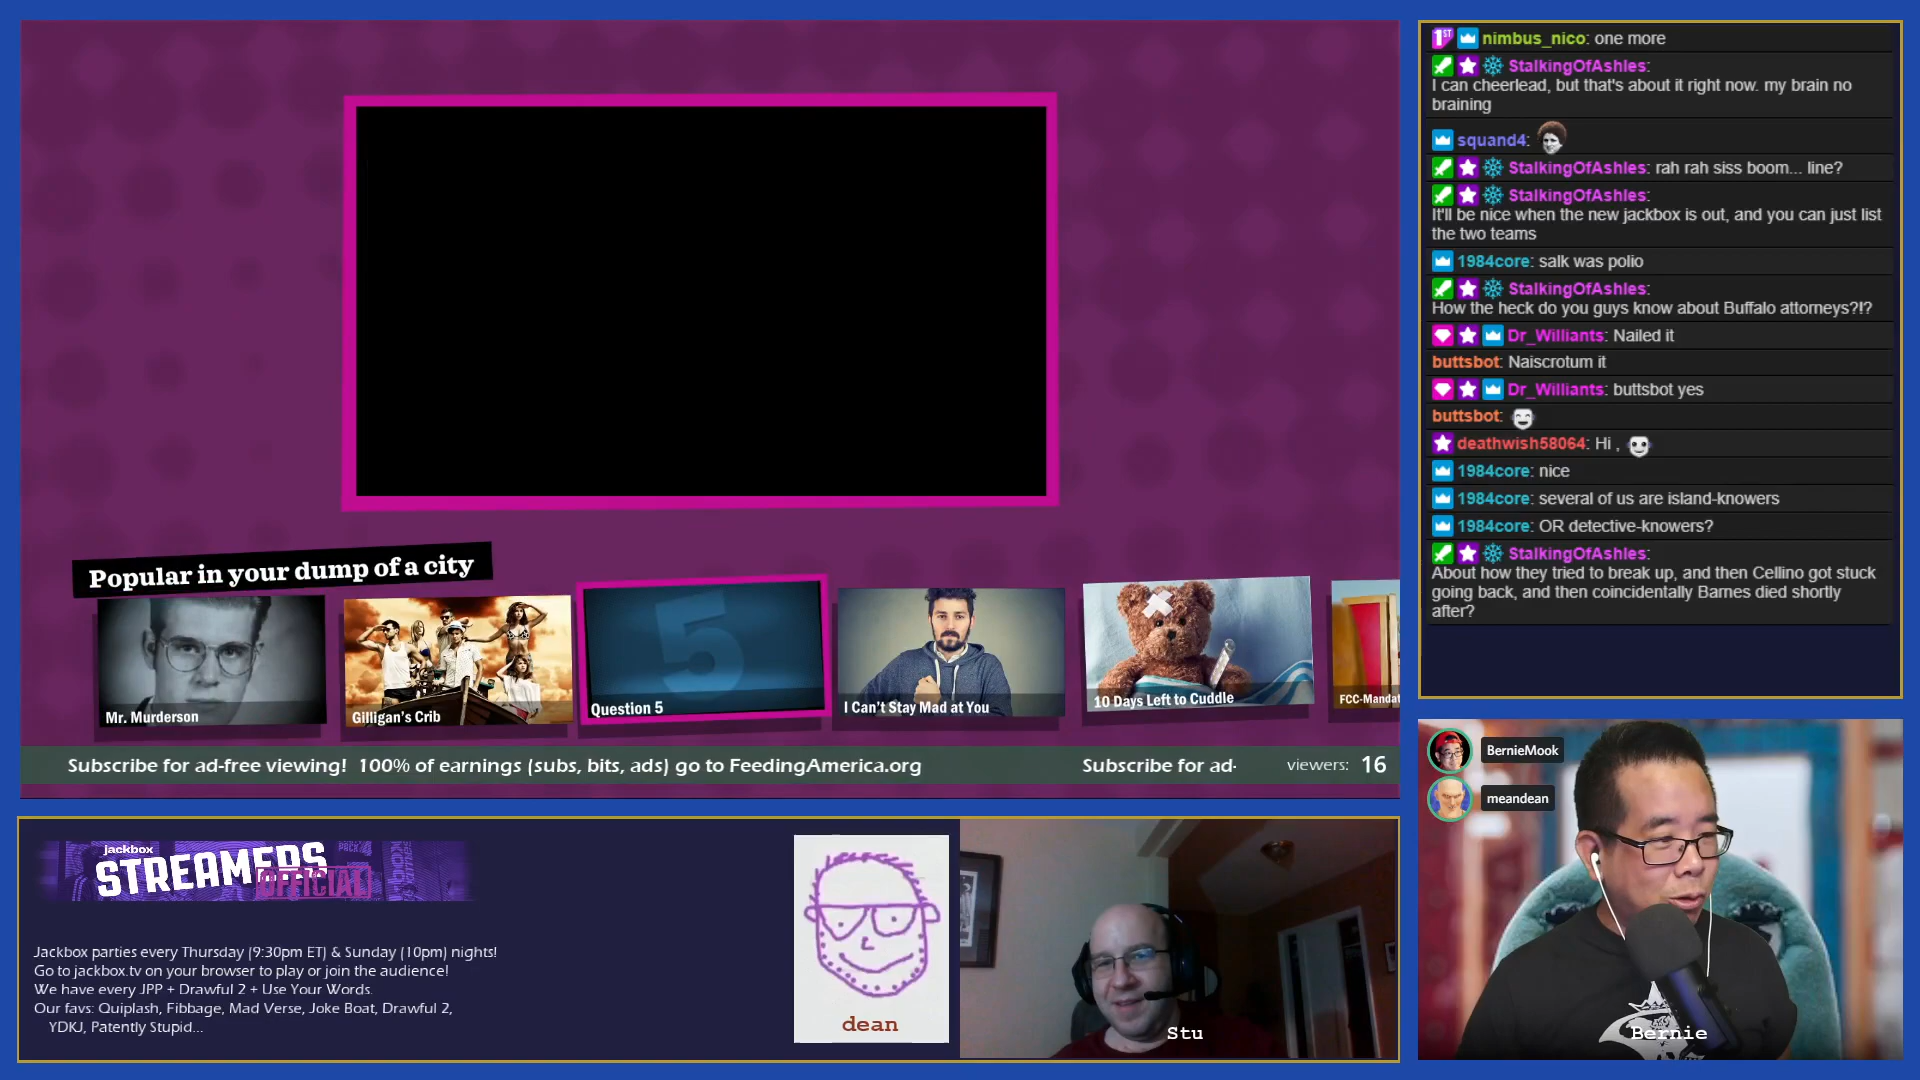 Popular in your dump of a city
Mr. Murderson
Gilligan's Crib
5
Question 5
I Can't Stay Mad at You
10 Days Left to Cuddle
FCC-Mandat
Subscribe for ad-free viewing! 100% of earnings (subs, bits, ads) go to FeedingAmerica.org
Subscribe for ad-
viewers: 16
1ST nimbus_nico: one more
StalkingOfAshles:
I can cheerlead, but that's about it right now. my brain no
braining
squand4:
StalkingOfAshles: rah rah siss boom... line?
StalkingOfAshles:
It'll be nice when the new jackbox is out, and you can just list
the two teams
1984core: salk was polio
StalkingOfAshles:
How the heck do you guys know about Buffalo attorneys?!?
Dr_Williants: Nailed it
buttsbot: Naiscrotum it
Dr_Williants: buttsbot yes
buttsbot:
deathwish58064: Hi ,
1984core: nice
1984core: several of us are island-knowers
1984core: OR detective-knowers?
StalkingOfAshles:
About how they tried to break up, and then Cellino got stuck
going back, and then coincidentally Barnes died shortly
after?
jackbox
STREAMERS
OFFICIAL
Jackbox parties every Thursday (9:30pm ET) & Sunday (10pm) nights!
Go to jackbox.tv on your browser to play or join the audience!
We have every JPP + Drawful 2 + Use Your Words.
Our favs: Quiplash, Fibbage, Mad Verse, Joke Boat, Drawful 2,
YDKJ, Patently Stupid...
dean
Stu
BernieMook
meandean
Bernie